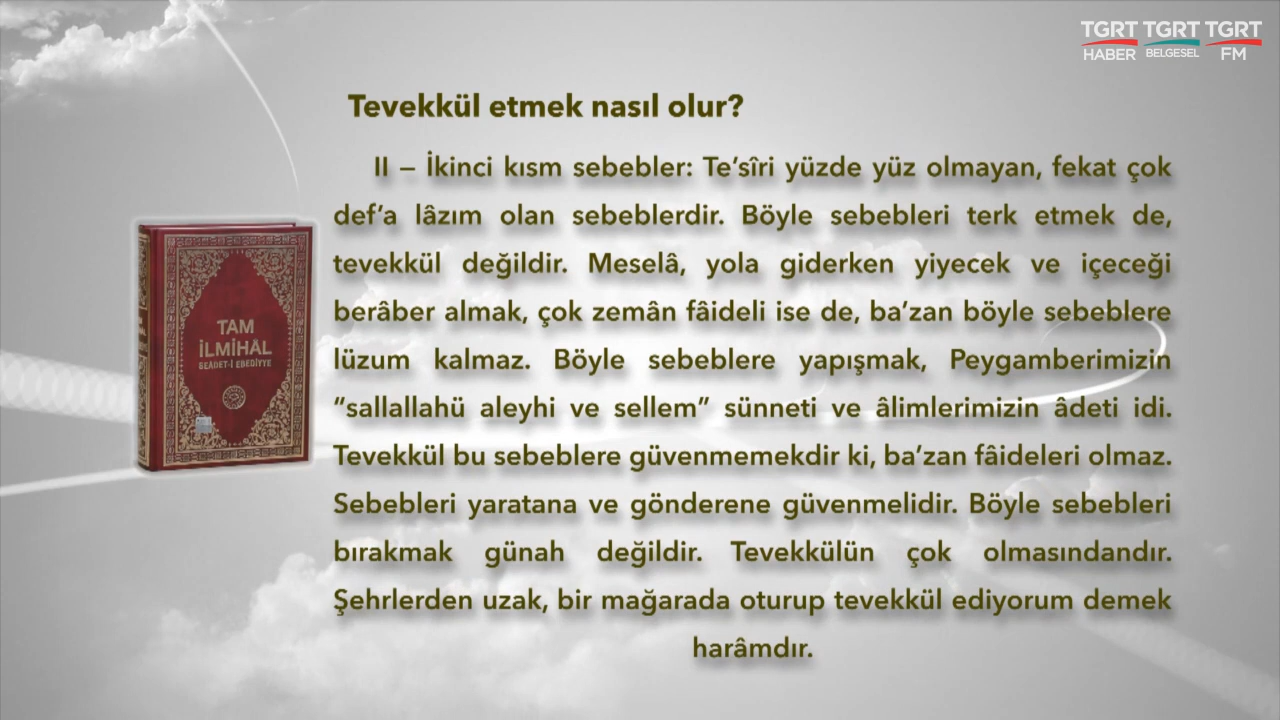 TGRT TGRT TGRT
HABER BELGESEL FM
Tevekkül etmek nasıl olur?
II – İkinci kısm sebebler: Te’sîri yüzde yüz olmayan, fekat çok
def’a lâzım olan sebeblerdir. Böyle sebebleri terk etmek de,
tevekkül değildir. Meselâ, yola giderken yiyecek ve içeceği
berâber almak, çok zemân fâideli ise de, ba’zan böyle sebeblere
lüzum kalmaz. Böyle sebeblere yapışmak, Peygamberimizin
“sallallahü aleyhi ve sellem” sünneti ve âlimlerimizin âdeti idi.
Tevekkül bu sebeblere güvenmemekdir ki, ba’zan fâideleri olmaz.
Sebebleri yaratana ve gönderene güvenmelidir. Böyle sebebleri
bırakmak günah değildir. Tevekkülün çok olmasındandır.
Şehrlerden uzak, bir mağarada oturup tevekkül ediyorum demek
harâmdır.
TAM
İLMİHÂL
SEÂDET-İ EBEDİYYE